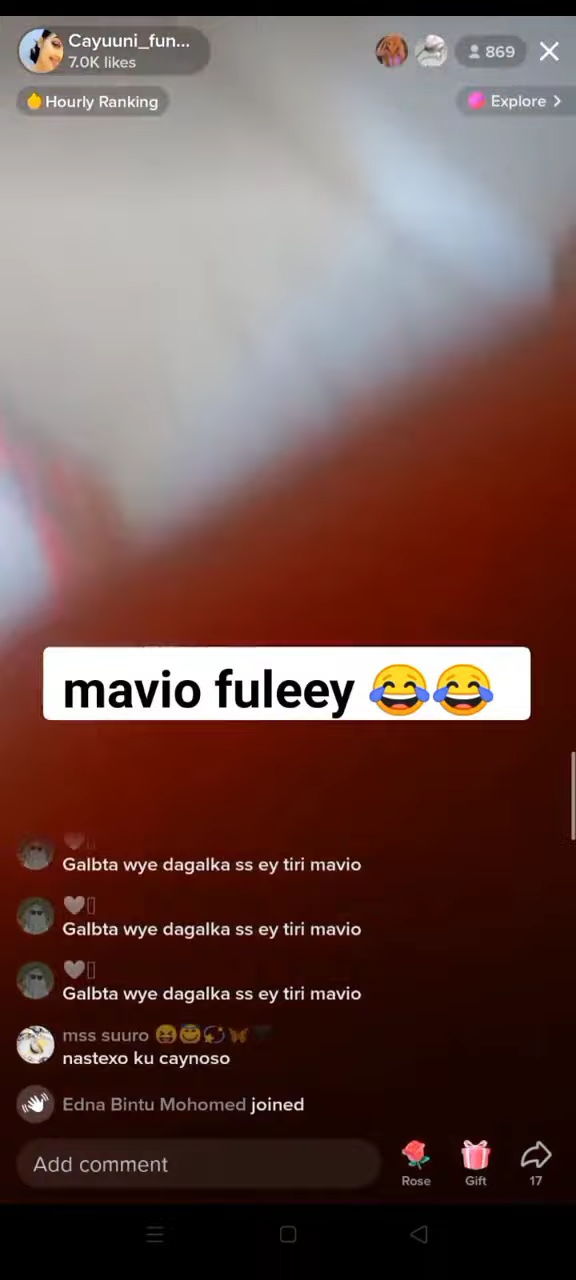 Cayuuni_fun...
7.0K likes
869
Hourly Ranking
Explore >
mavio fuleey 😂😂
Galbta wye dagalka ss ey tiri mavio
Galbta wye dagalka ss ey tiri mavio
Galbta wye dagalka ss ey tiri mavio
mss suuro 😝😇💫🦋🖤
nastexo ku caynoso
Edna Bintu Mohomed joined
Add comment
Rose
Gift
17